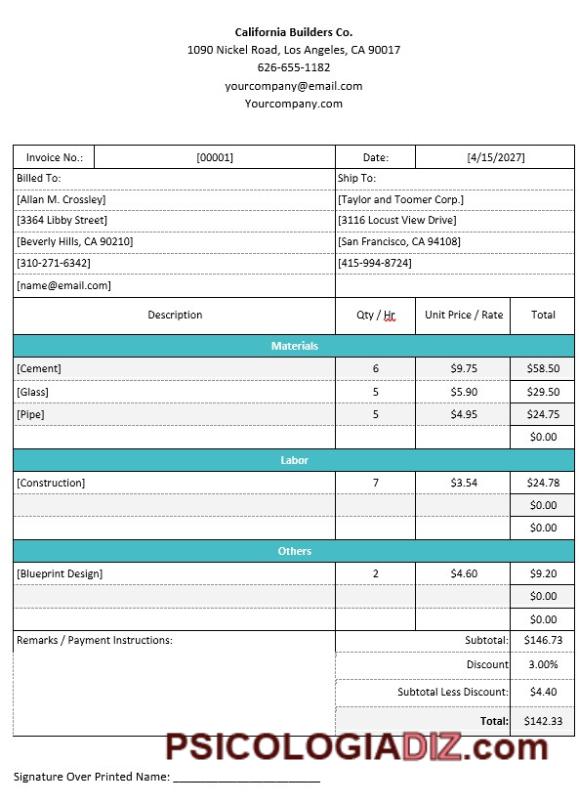 California Builders Co.
1090 Nickel Road, Los Angeles, CA 90017
626-655-1182
yourcompany@email.com
Yourcompany.com
Invoice No.: [00001] Date: [4/15/2027]
Billed To: Ship To:
[Allan M. Crossley] [Taylor and Toomer Corp.]
[3364 Libby Street] [3116 Locust View Drive]
[Beverly Hills, CA 90210] [San Francisco, CA 94108]
[310-271-6342] [415-994-8724]
[name@email.com]
Description Qty / Hr Unit Price / Rate Total
Materials
[Cement] 6 $9.75 $58.50
[Glass] 5 $5.90 $29.50
[Pipe] 5 $4.95 $24.75
$0.00
Labor
[Construction] 7 $3.54 $24.78
$0.00
$0.00
Others
[Blueprint Design] 2 $4.60 $9.20
$0.00
$0.00
Remarks / Payment Instructions: Subtotal: $146.73
Discount 3.00%
Subtotal Less Discount: $4.40
Total: $142.33
PSICOLOGIADIZ.com
Signature Over Printed Name: ________________________